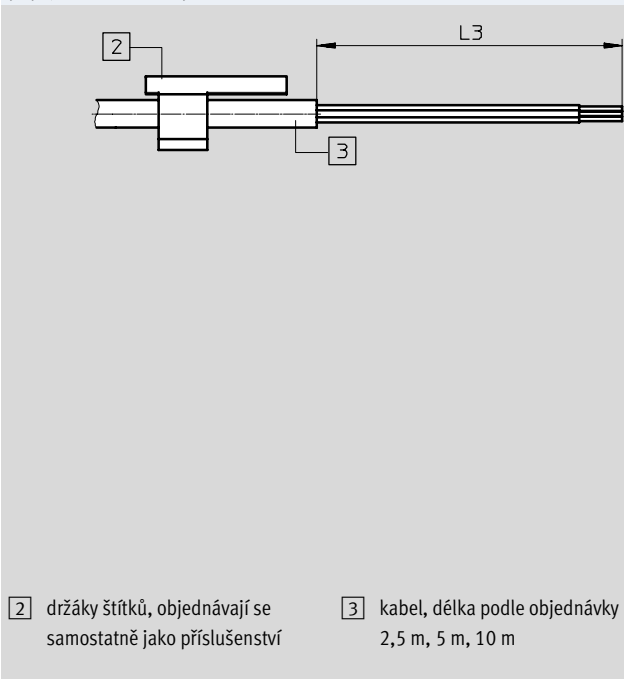 2
L3
3
2 držáky štítků, objednávají se
samostatně jako příslušenství
3 kabel, délka podle objednávky
2,5 m, 5 m, 10 m